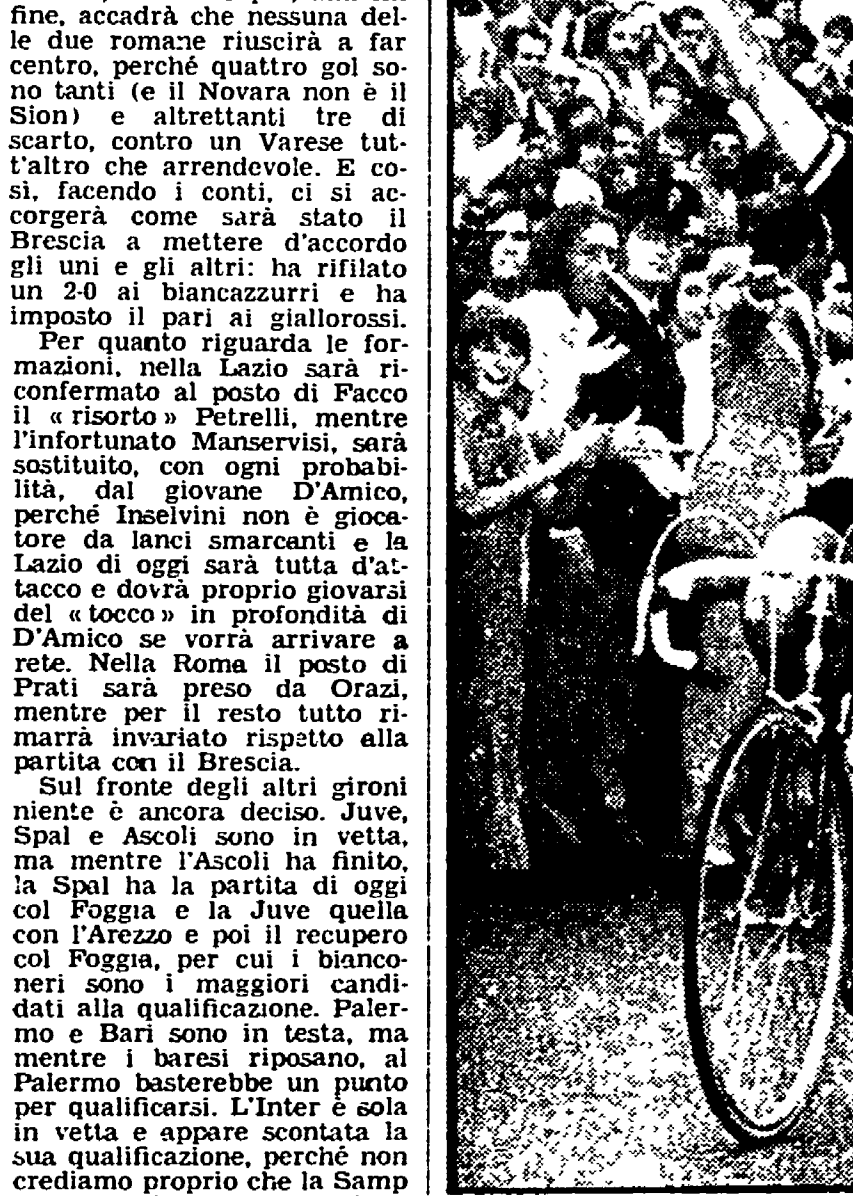 fine, accadrà che nessuna del-
le due romane riuscirà a far
centro, perché quattro gol so-
no tanti (e il Novara non è il
Sion) e altrettanti tre di
scarto, contro un Varese tut-
t'altro che arrendevole. E co-
sì, facendo i conti, ci si ac-
corgerà come sarà stato il
Brescia a mettere d'accordo
gli uni e gli altri: ha rifilato
un 2-0 ai biancazzurri e ha
imposto il pari ai giallorossi.
Per quanto riguarda le for-
mazioni, nella Lazio sarà ri-
confermato al posto di Facco
il « risorto » Petrelli, mentre
l'infortunato Manservisi, sarà
sostituito, con ogni probabi-
lità, dal giovane D'Amico,
perché Inselvini non è gioca-
tore da lanci smarcanti e la
Lazio di oggi sarà tutta d'at-
tacco e dovrà proprio giovarsi
del « tocco » in profondità di
D'Amico se vorrà arrivare a
rete. Nella Roma il posto di
Prati sarà preso da Orazi,
mentre per il resto tutto ri-
marrà invariato rispetto alla
partita con il Brescia.
Sul fronte degli altri gironi
niente è ancora deciso. Juve,
Spal e Ascoli sono in vetta,
ma mentre l'Ascoli ha finito,
la Spal ha la partita di oggi
col Foggia e la Juve quella
con l'Arezzo e poi il recupero
col Foggia, per cui i bianco-
neri sono i maggiori candi-
dati alla qualificazione. Paler-
mo e Bari sono in testa, ma
mentre i baresi riposano, al
Palermo basterebbe un punto
per qualificarsi. L'Inter è sola
in vetta e appare scontata la
sua qualificazione, perché non
crediamo proprio che la Samp